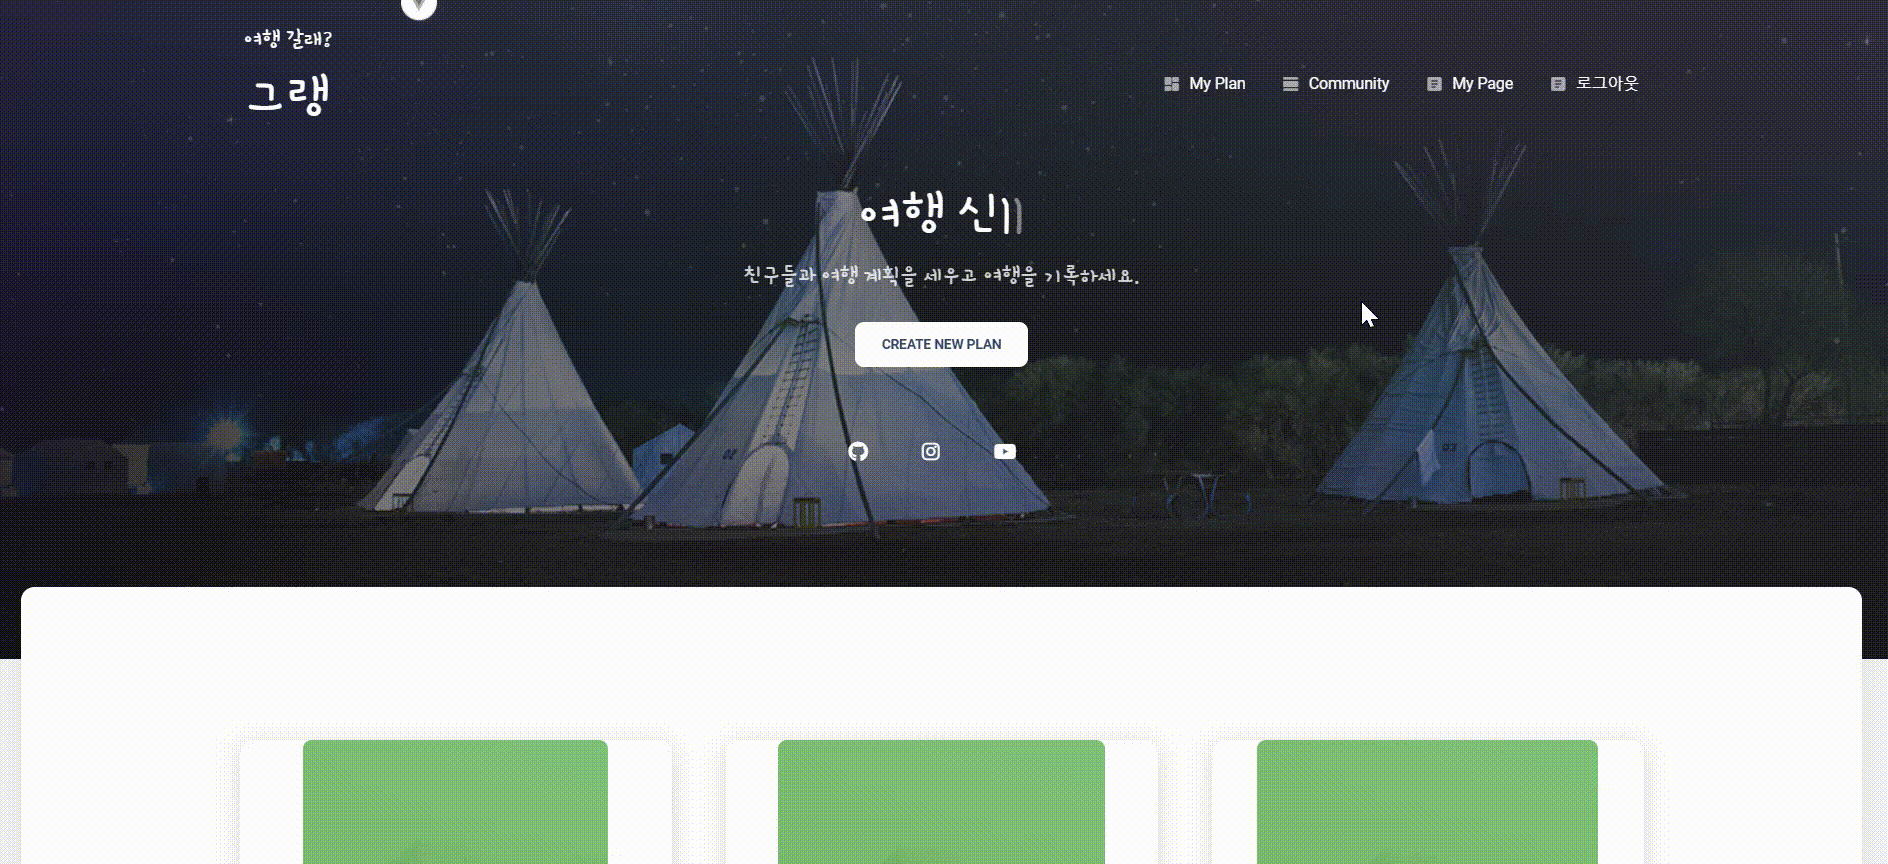 여행 갈래?
그랭
My Plan
Community
My Page
로그아웃
여행 신
친구들과 여행 계획을 세우고 여행을 기록하세요.
CREATE NEW PLAN
02
03